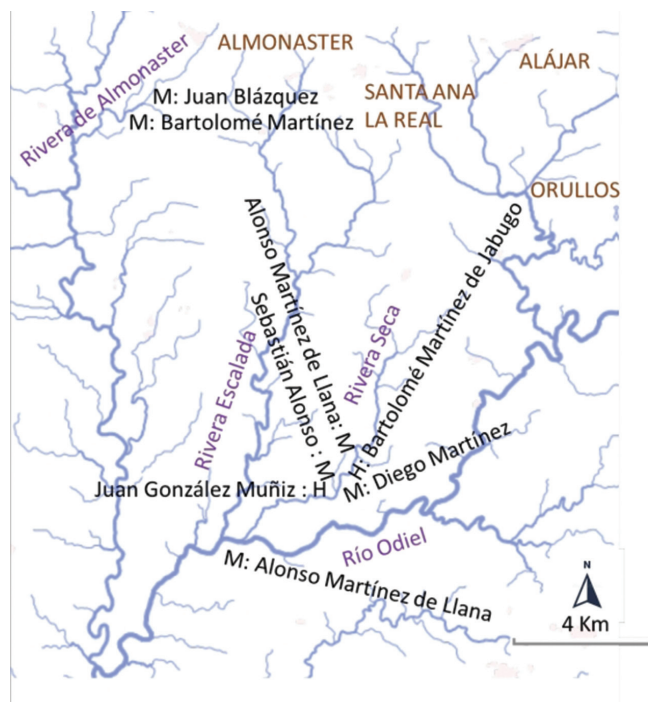 ALMONASTER
Rivera de Almonaster
ALÁJAR
M: Juan Blázquez
SANTA ANA
LA REAL
M: Bartolomé Martínez
ORULLOS
Alonso Martínez de Llana: M
Sebastián Alonso : M
Rivera Escalada
Rivera Seca
H: Bartolomé Martínez de Jabugo
M: Diego Martínez
Juan González Muñiz : H
Río Odiel
M: Alonso Martínez de Llana
N
4 Km